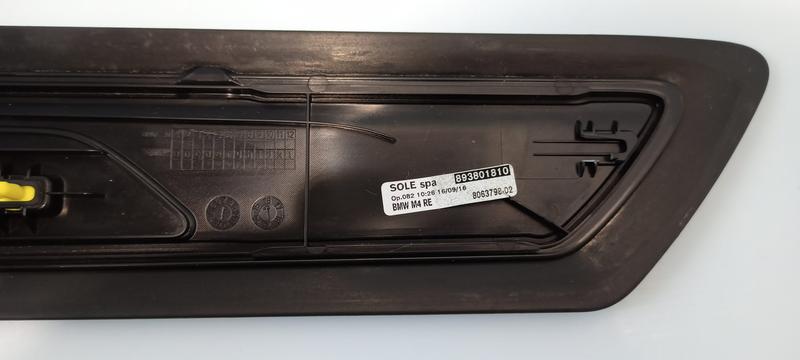 SOLE spa 893801810
Op.082 10:26 16/09/16
BMW M4 RE 8063798-02